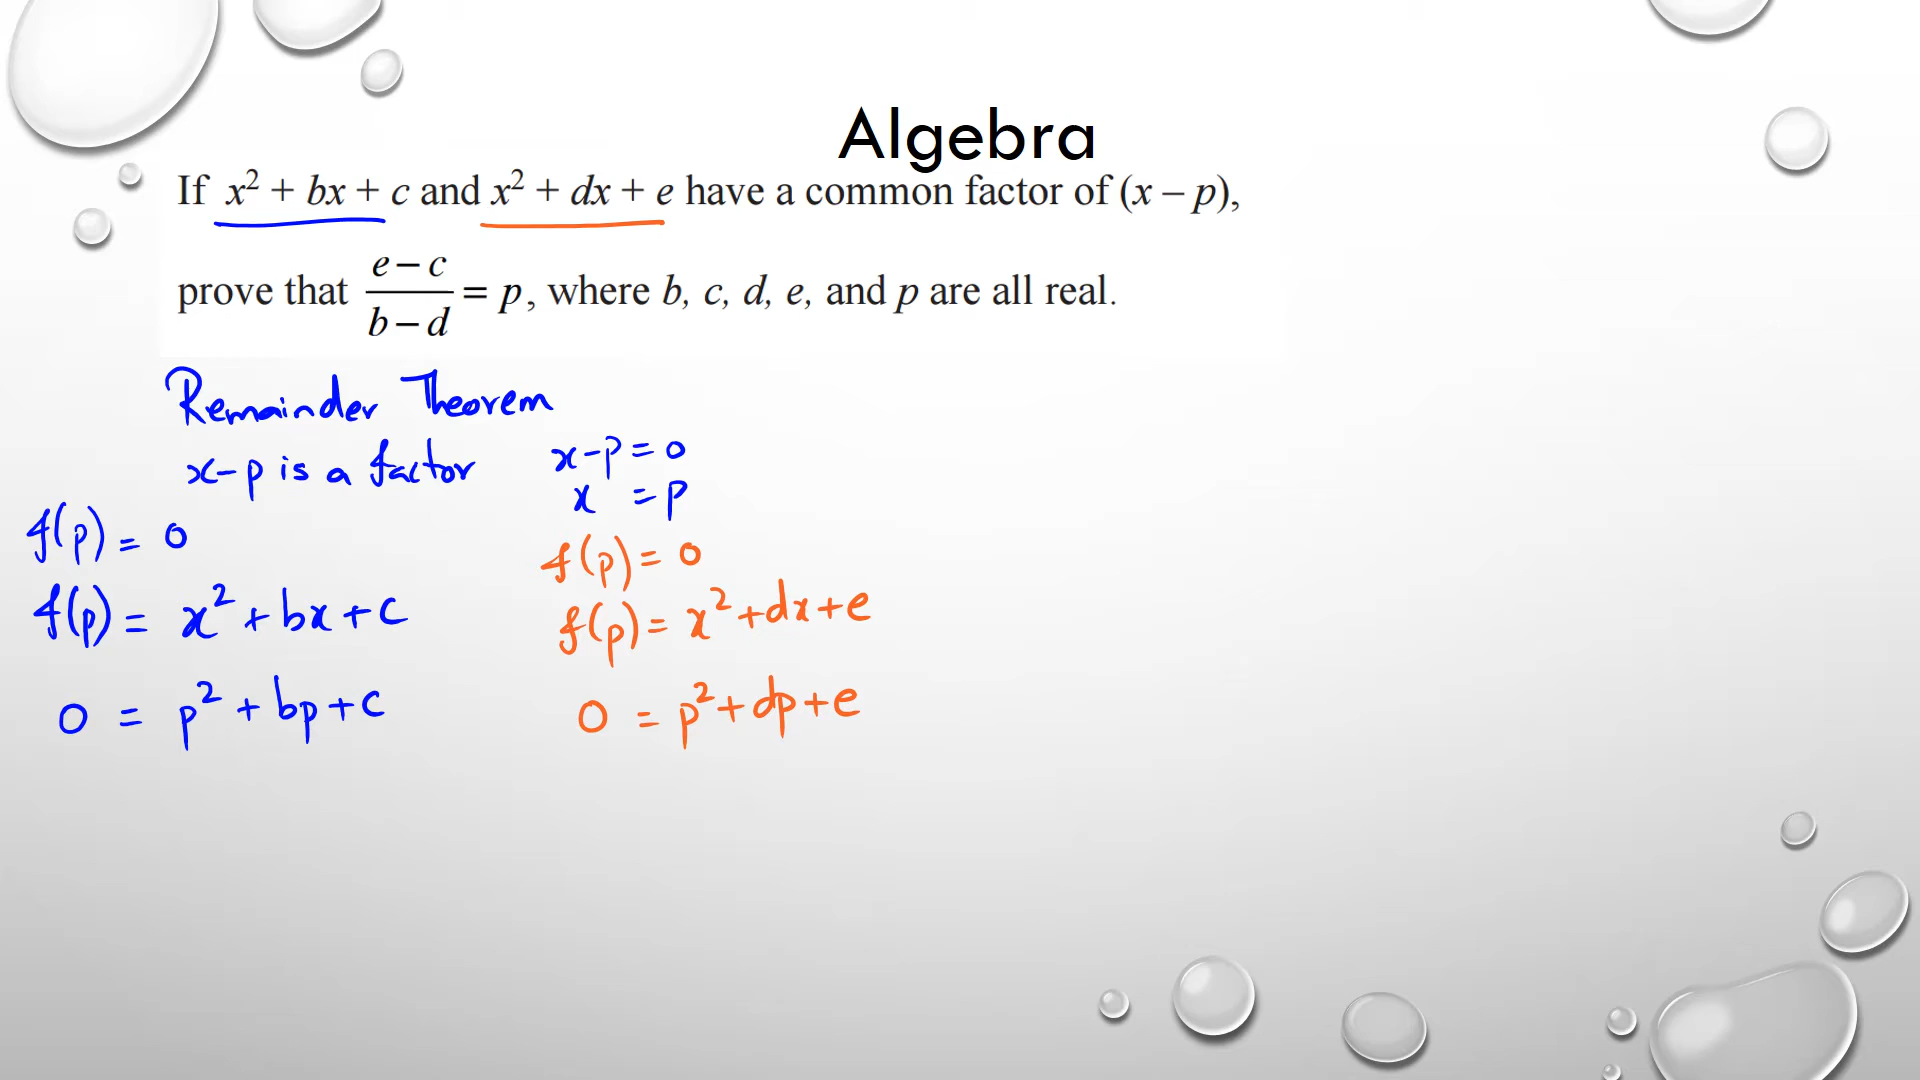 Algebra
If x² + bx + c and x² + dx + e have a common factor of (x – p),
prove that (e – c)/(b – d) = p, where b, c, d, e, and p are all real.
Remainder Theorem
x-p is a factor
x-p = 0
x = p
f(p) = 0
f(p) = x² + bx + c
0 = p² + bp + c
f(p) = 0
f(p) = x² + dx + e
0 = p² + dp + e